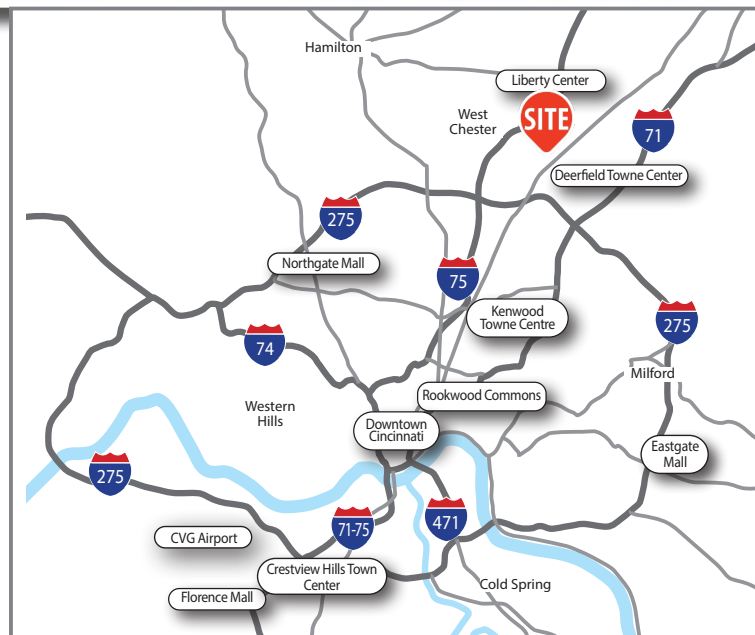 Hamilton
Liberty Center
West
Chester
SITE
71
Deerfield Towne Center
275
Northgate Mall
75
Kenwood
Towne Centre
275
74
Milford
Rookwood Commons
Western
Hills
Downtown
Cincinnati
Eastgate
Mall
275
71-75
471
CVG Airport
Crestview Hills Town
Center
Cold Spring
Florence Mall